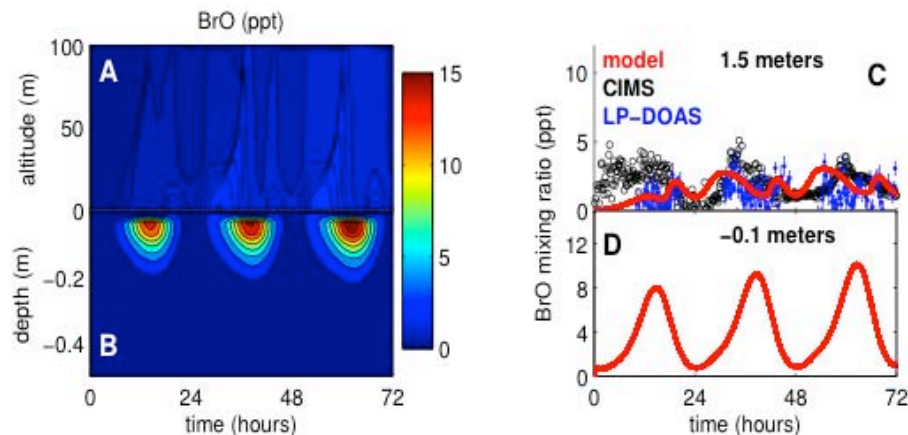 BrO (ppt)
A
altitude (m)
100
50
0
B
depth (m)
−0.2
−0.4
0 24 48 72
time (hours)
15
10
5
0
model 1.5 meters C
CIMS
LP−DOAS
BrO mixing ratio (ppt)
10
5
0
D −0.1 meters
12
8
4
0
0 24 48 72
time (hours)